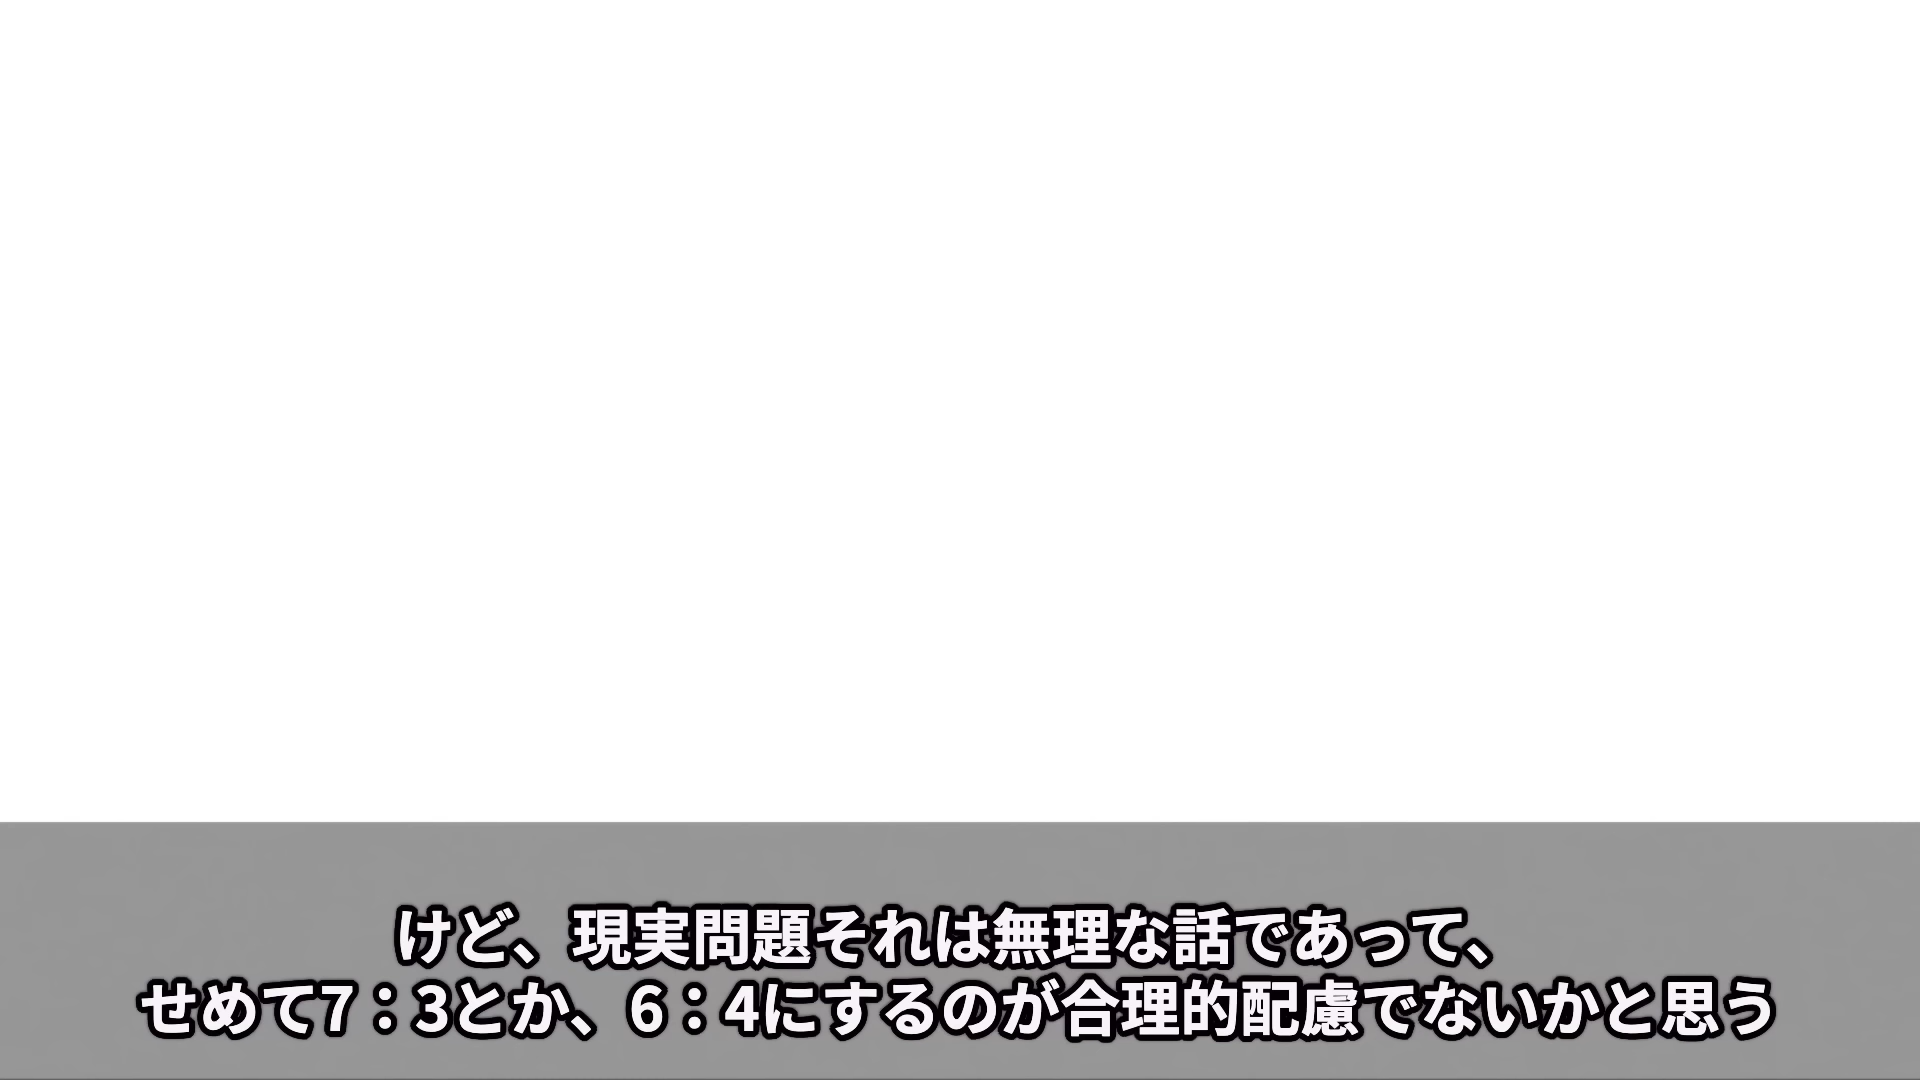 けど、現実問題それは無理な話であって、
せめて7：3とか、6：4にするのが合理的配慮でないかと思う